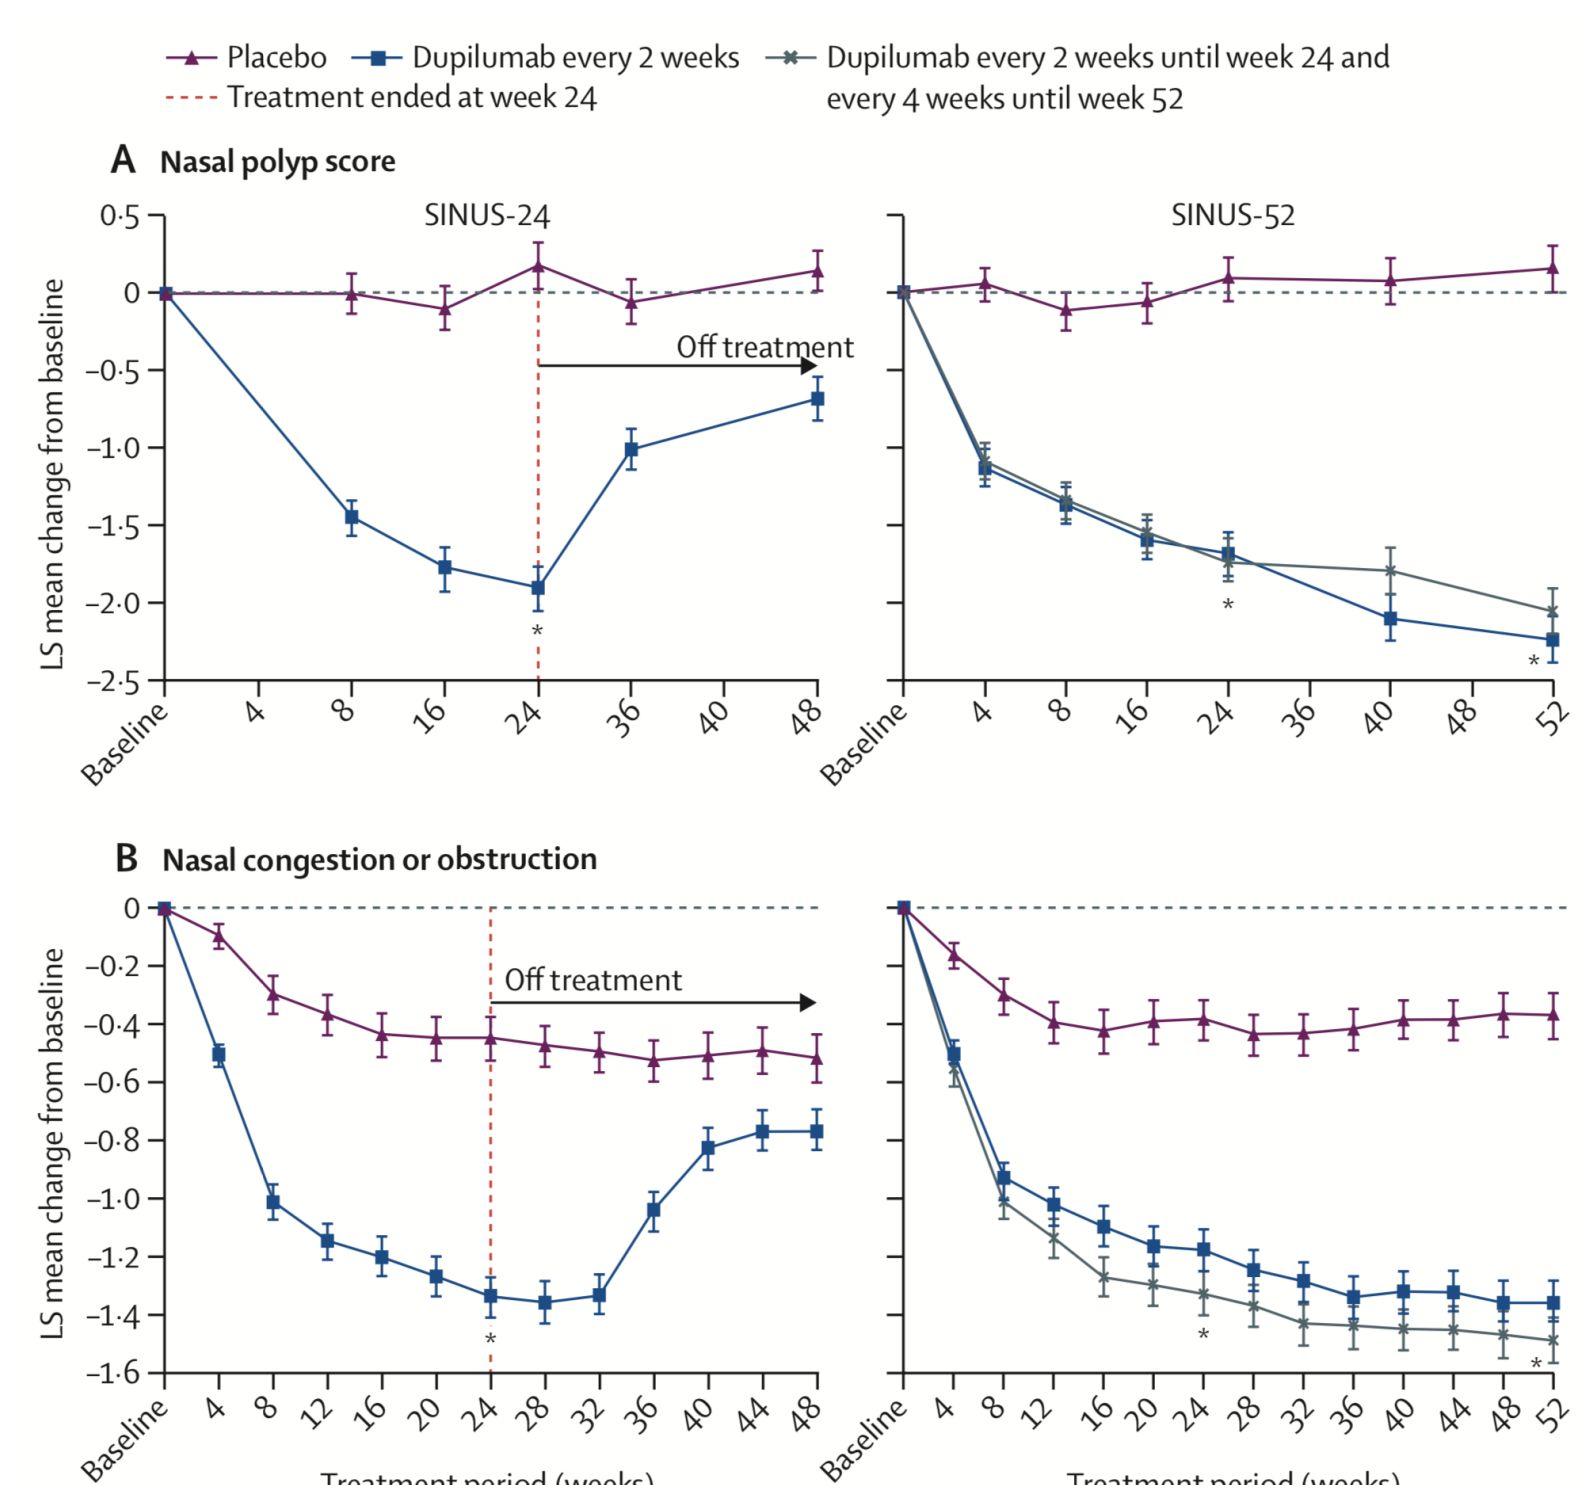 Placebo Dupilumab every 2 weeks Dupilumab every 2 weeks until week 24 and
Treatment ended at week 24 every 4 weeks until week 52
A Nasal polyp score
SINUS-24 SINUS-52
LS mean change from baseline
0·5
0
–0·5
–1·0
–1·5
–2·0
–2·5
Off treatment
*
*
*
Baseline 4 8 16 24 36 40 48
Baseline 4 8 16 24 36 40 48 52
B Nasal congestion or obstruction
LS mean change from baseline
0
–0·2
–0·4
–0·6
–0·8
–1·0
–1·2
–1·4
–1·6
Off treatment
*
*
*
Baseline 4 8 12 16 20 24 28 32 36 40 44 48
Baseline 4 8 12 16 20 24 28 32 36 40 44 48 52
Treatment period (weeks) Treatment period (weeks)